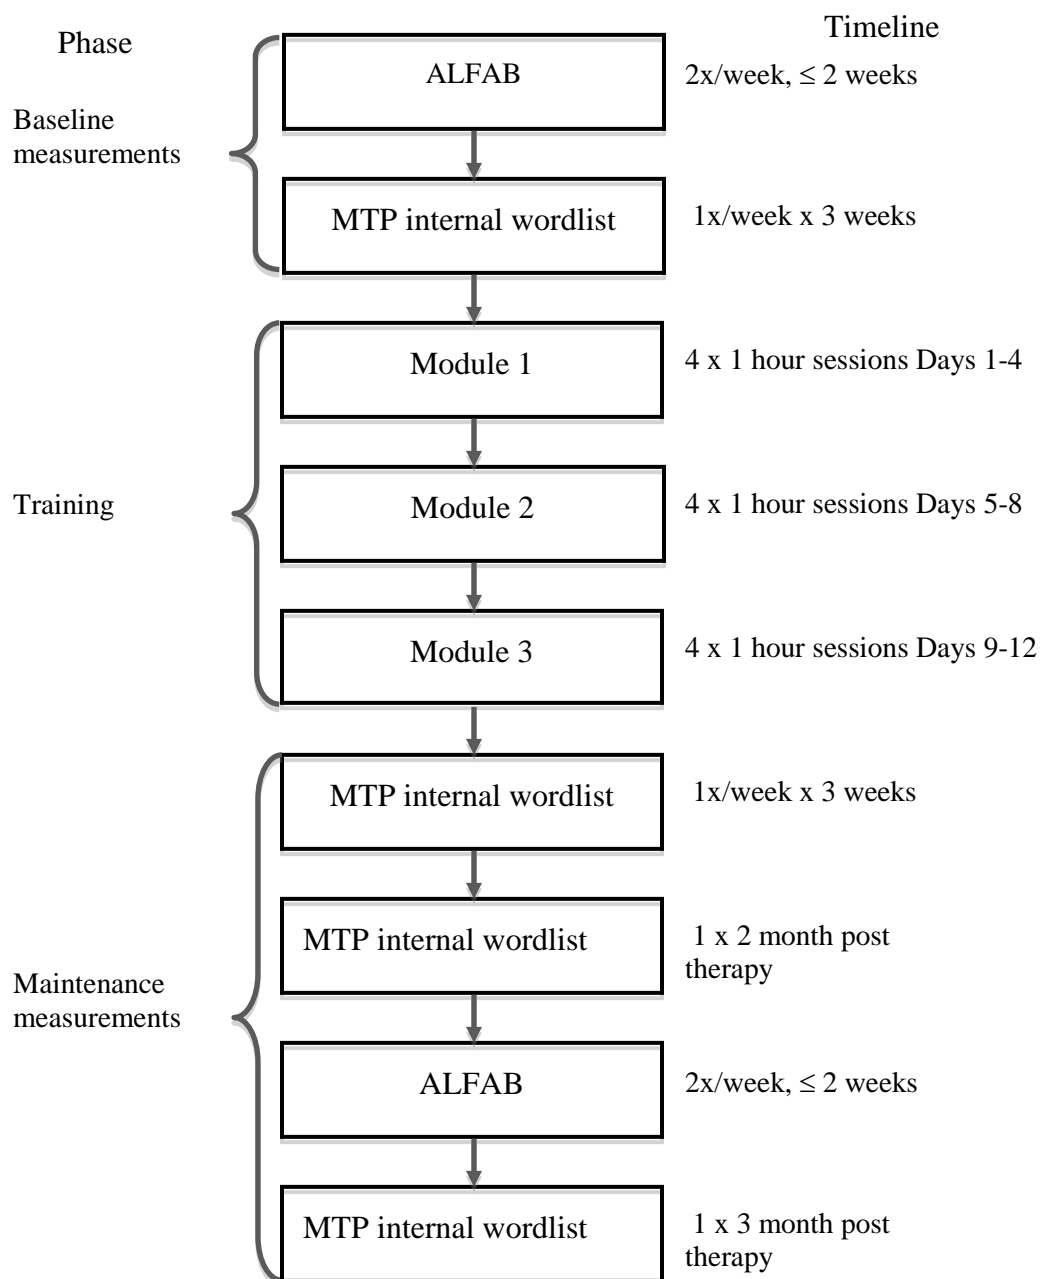 Phase
Timeline
ALFAB
2x/week, ≤ 2 weeks
Baseline
measurements
MTP internal wordlist
1x/week x 3 weeks
Module 1
4 x 1 hour sessions Days 1-4
Training
Module 2
4 x 1 hour sessions Days 5-8
Module 3
4 x 1 hour sessions Days 9-12
MTP internal wordlist
1x/week x 3 weeks
MTP internal wordlist
1 x 2 month post
therapy
Maintenance
measurements
ALFAB
2x/week, ≤ 2 weeks
MTP internal wordlist
1 x 3 month post
therapy